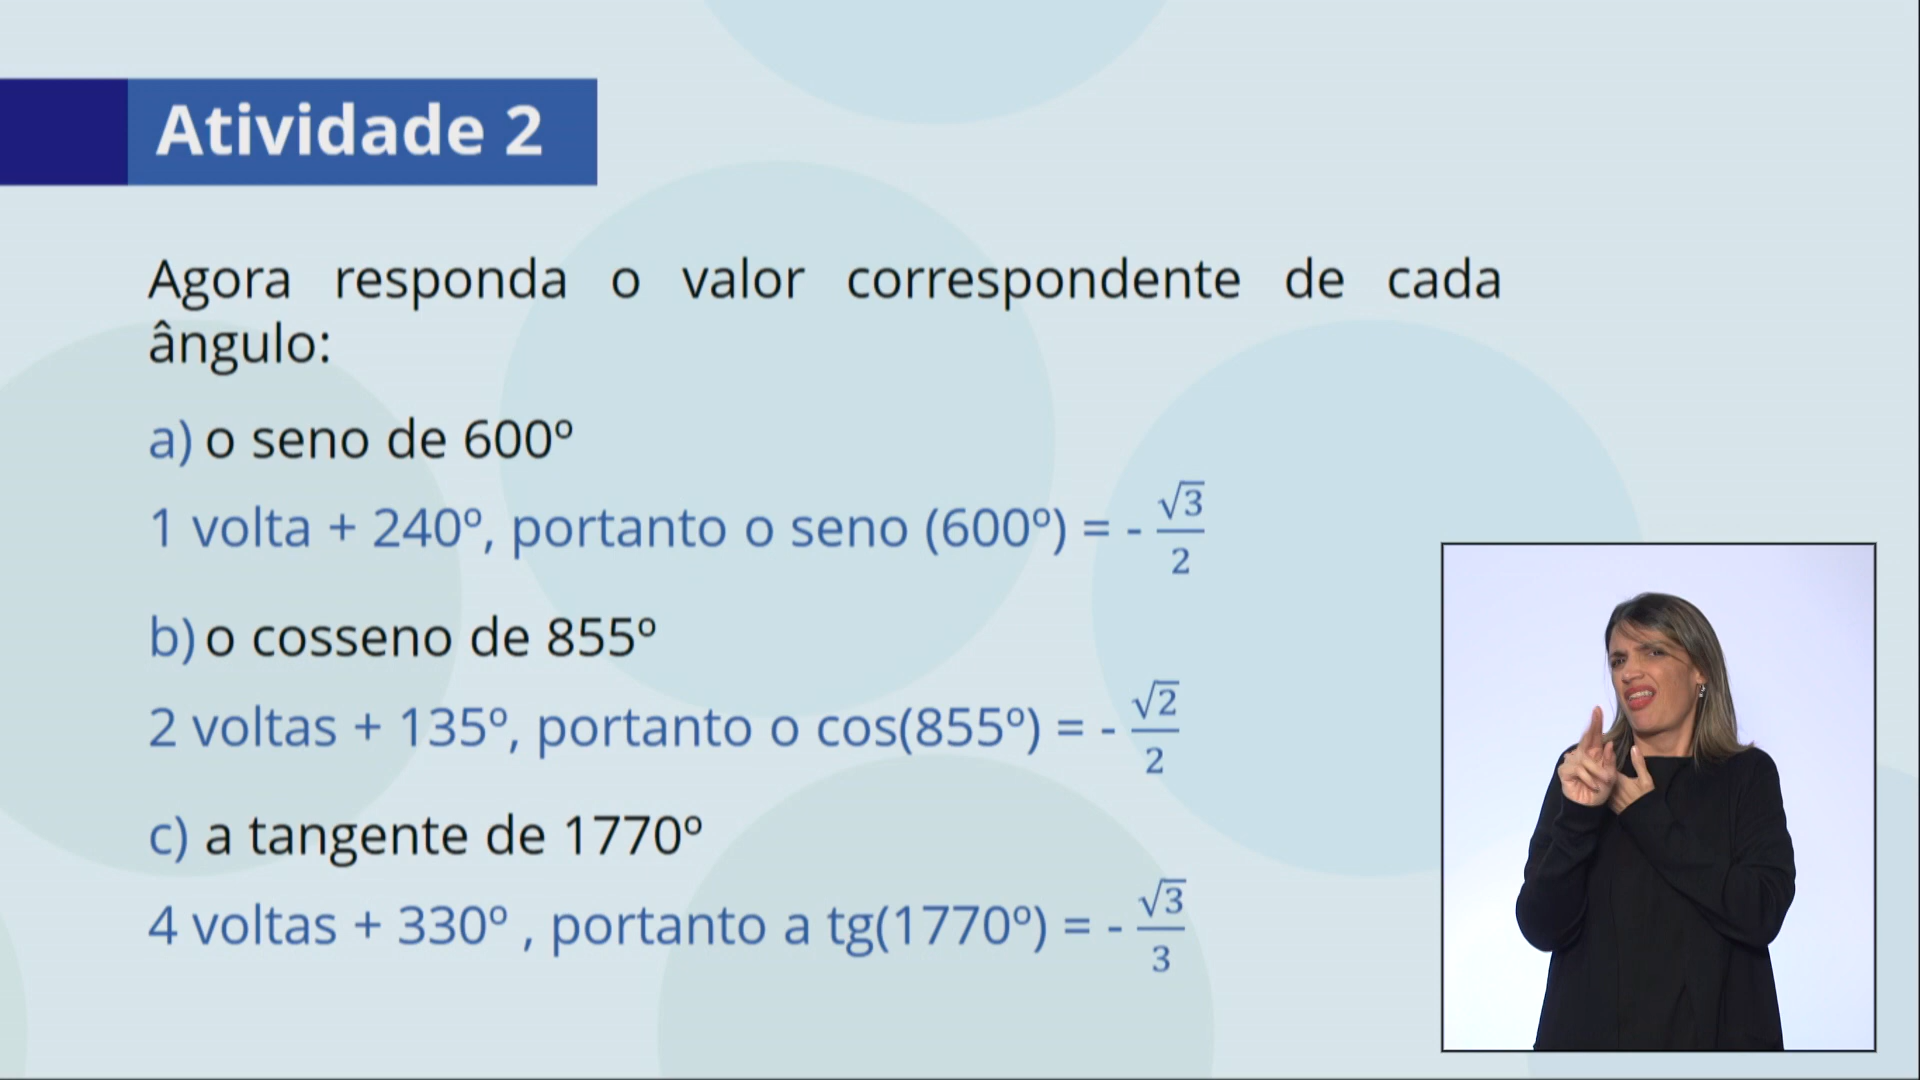 Atividade 2
Agora responda o valor correspondente de cada
ângulo:
a) o seno de 600º
1 volta + 240º, portanto o seno (600º) = - √3/2
b) o cosseno de 855º
2 voltas + 135º, portanto o cos(855º) = - √2/2
c) a tangente de 1770º
4 voltas + 330º , portanto a tg(1770º) = - √3/3